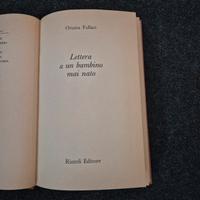 Oriana Fallaci
Lettera
a un bambino
mai nato
Rizzoli Editore